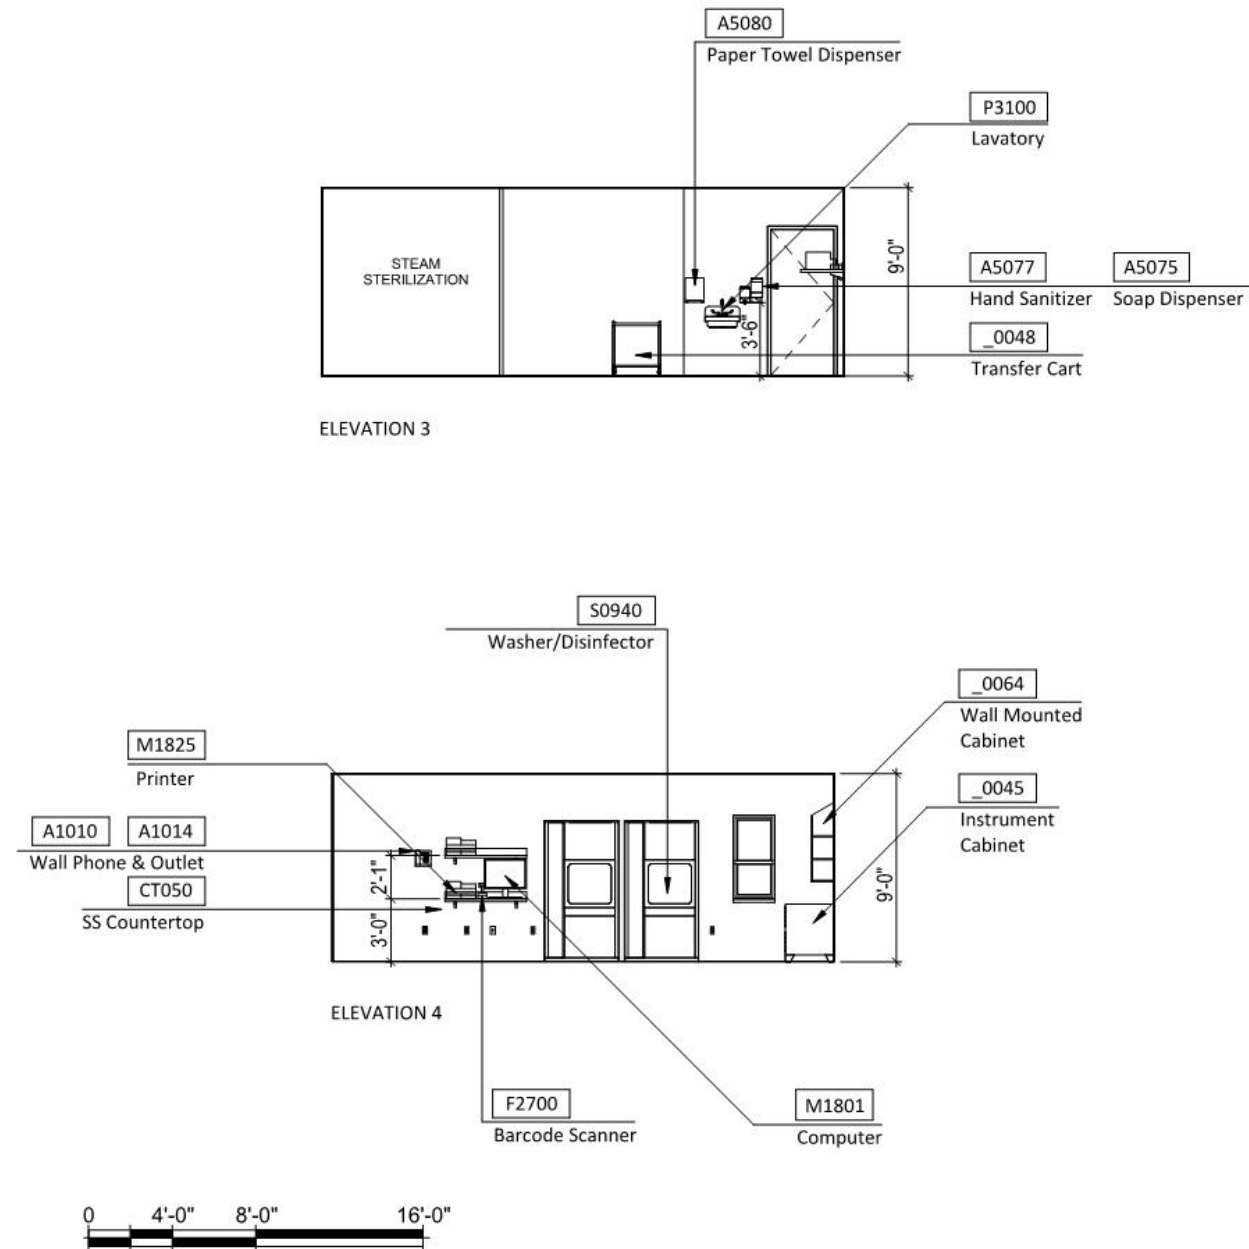 A5080
Paper Towel Dispenser
P3100
Lavatory
STEAM
STERILIZATION
9'-0"
3'-6"
A5077 A5075
Hand Sanitizer Soap Dispenser
_0048
Transfer Cart
ELEVATION 3
S0940
Washer/Disinfector
_0064
Wall Mounted
Cabinet
M1825
Printer
_0045
Instrument
Cabinet
A1010 A1014
Wall Phone & Outlet
CT050
SS Countertop
2'-1"
3'-0"
9'-0"
ELEVATION 4
F2700
Barcode Scanner
M1801
Computer
0 4'-0" 8'-0" 16'-0"